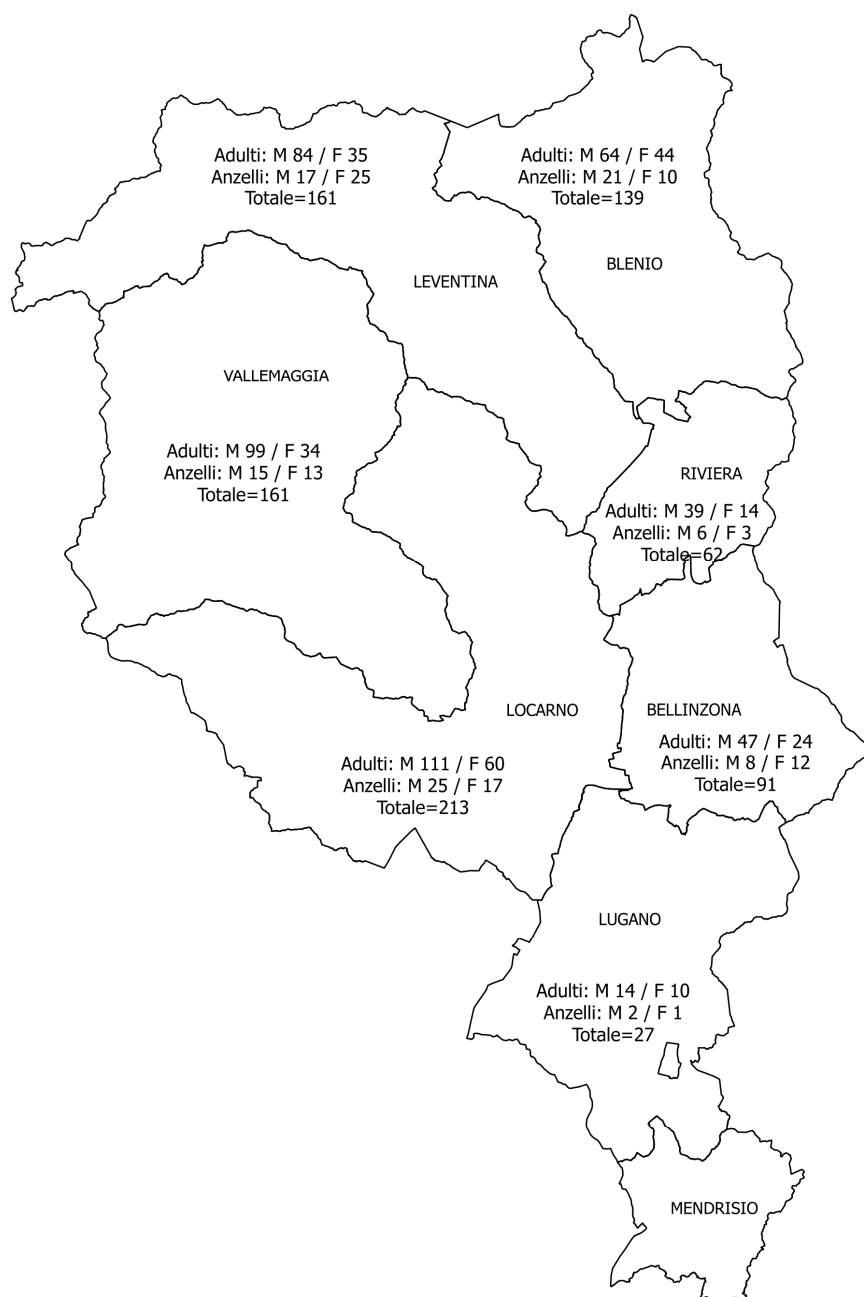 Adulti: M 84 / F 35
Anzelli: M 17 / F 25
Totale=161
Adulti: M 64 / F 44
Anzelli: M 21 / F 10
Totale=139
BLENIO
LEVENTINA
VALLEMAGGIA
Adulti: M 99 / F 34
Anzelli: M 15 / F 13
Totale=161
RIVIERA
Adulti: M 39 / F 14
Anzelli: M 6 / F 3
Totale=62
LOCARNO
Adulti: M 111 / F 60
Anzelli: M 25 / F 17
Totale=213
BELLINZONA
Adulti: M 47 / F 24
Anzelli: M 8 / F 12
Totale=91
LUGANO
Adulti: M 14 / F 10
Anzelli: M 2 / F 1
Totale=27
MENDRISIO